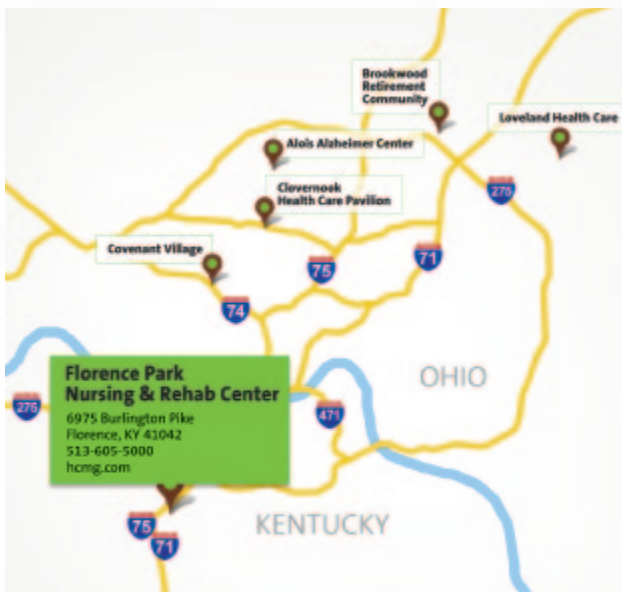 Brookwood
Retirement
Community
Loveland Health Care
Alois Alzheimer Center
275
Clovernook
Health Care Pavilion
Covenant Village
75
71
74
OHIO
Florence Park
Nursing & Rehab Center
6975 Burlington Pike
Florence, KY 41042
513-605-5000
hcmg.com
275
471
KENTUCKY
75
71